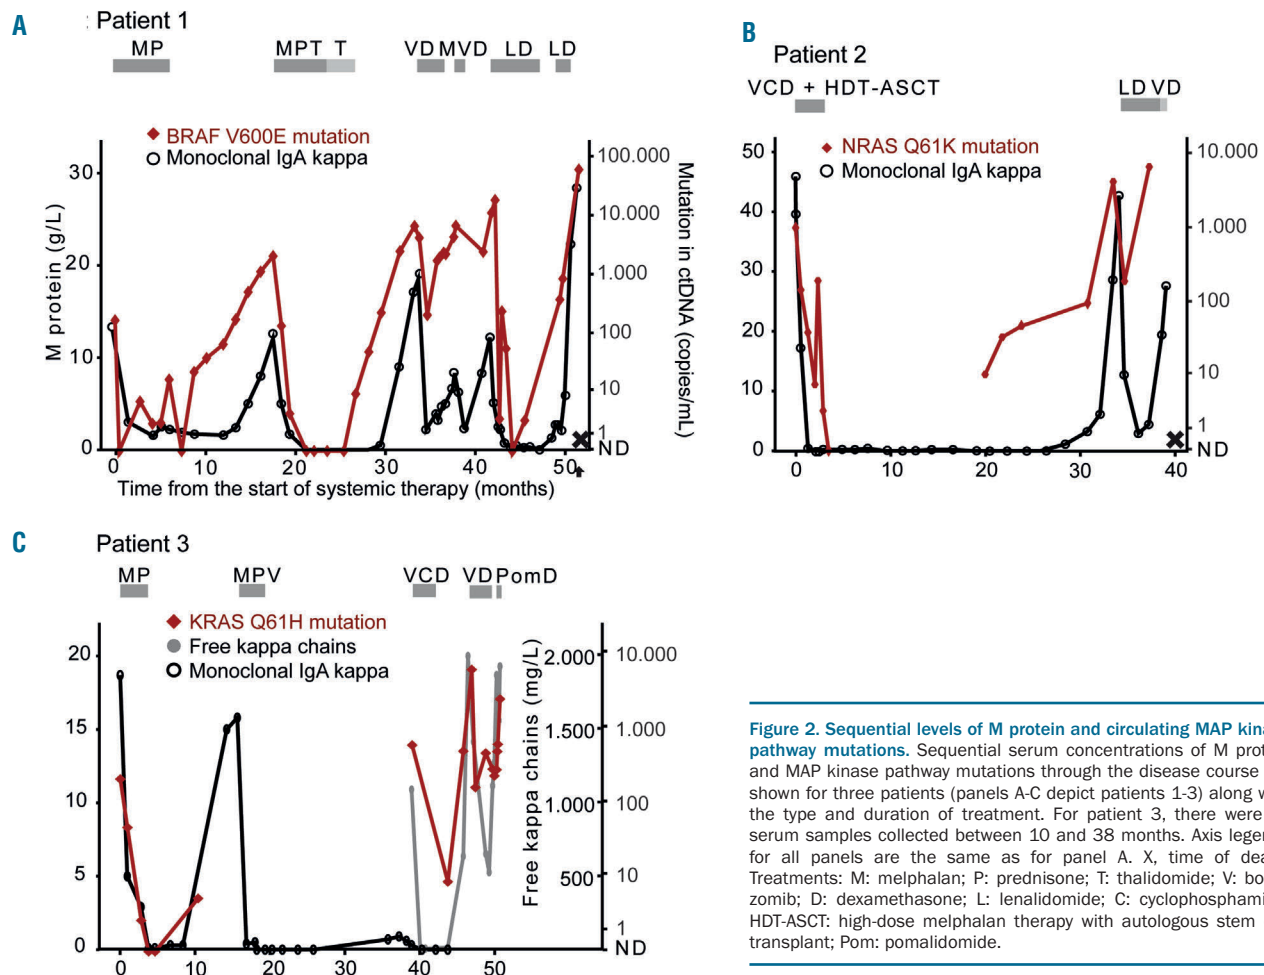 A
Patient 1
MP
MPT T
VD MVD
LD
LD
BRAF V600E mutation
Monoclonal IgA kappa
M protein (g/L)
30
20
10
0
100.000
10.000
1.000
100
10
1
ND
Mutation in ctDNA (copies/mL)
0 10 20 30 40 50
Time from the start of systemic therapy (months)
B
Patient 2
VCD + HDT-ASCT
LD VD
NRAS Q61K mutation
Monoclonal IgA kappa
50
40
30
20
10
0
10.000
1.000
100
10
1
ND
0 10 20 30 40
C
Patient 3
MP
MPV
VCD
VD PomD
KRAS Q61H mutation
Free kappa chains
Monoclonal IgA kappa
20
15
10
5
0
Free kappa chains (mg/L)
2.000
1.500
1.000
500
10.000
1.000
100
10
1
ND
0 10 20 30 40 50
Figure 2. Sequential levels of M protein and circulating MAP kina
pathway mutations. Sequential serum concentrations of M prot
and MAP kinase pathway mutations through the disease course
shown for three patients (panels A-C depict patients 1-3) along w
the type and duration of treatment. For patient 3, there were
serum samples collected between 10 and 38 months. Axis leger
for all panels are the same as for panel A. X, time of dea
Treatments: M: melphalan; P: prednisone; T: thalidomide; V: bo
zomib; D: dexamethasone; L: lenalidomide; C: cyclophosphami
HDT-ASCT: high-dose melphalan therapy with autologous stem
transplant; Pom: pomalidomide.